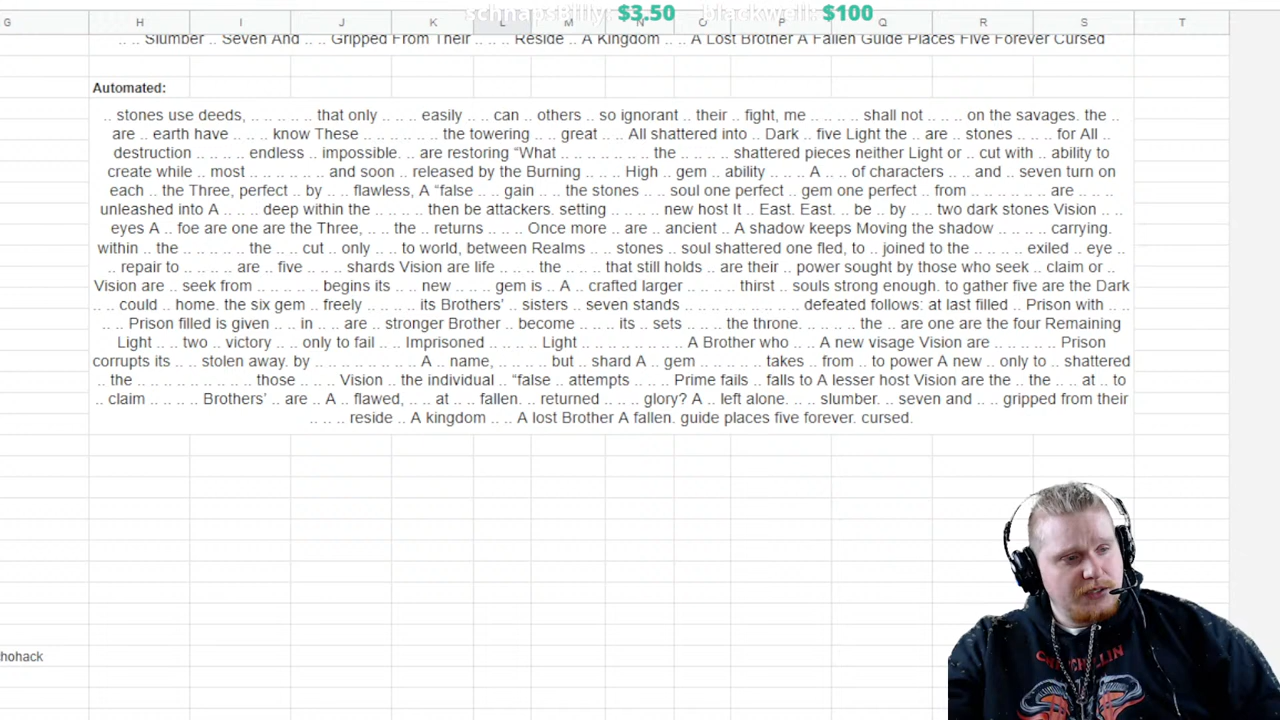 schnapsBilly: $3.50 blackwell: $100
H I J K L M N O P Q R S T
.. .. Slumber .. Seven And .. .. Gripped From Their .. .. .. Reside .. A Kingdom .. .. A Lost Brother A Fallen Guide Places Five Forever Cursed
Automated:
.. stones use deeds, .. .. .. .. .. that only .. .. .. easily .. .. can .. others .. so ignorant .. their .. fight, me .. .. .. .. shall not .. .. on the savages. the ..
are .. earth have .. .. .. know These .. .. .. .. .. .. the towering .. .. great .. .. All shattered into .. Dark .. five Light the .. are .. stones .. .. .. for All ..
destruction .. .. .. .. endless .. impossible. .. are restoring “What .. .. .. .. .. .. the .. .. .. .. shattered pieces neither Light or .. cut with .. ability to
create while .. most .. .. .. .. .. and soon .. released by the Burning .. .. .. High .. gem .. ability .. .. .. A .. .. of characters .. .. and .. seven turn on
each .. the Three, perfect .. by .. flawless, A “false .. .. gain .. .. the stones .. .. soul one perfect .. gem one perfect .. from .. .. .. .. are .. ..
unleashed into A .. .. .. deep within the .. .. .. .. then be attackers. setting .. .. .. .. new host It .. East. East. .. be .. by .. .. two dark stones Vision .. ..
eyes A .. foe are one are the Three, .. .. the .. returns .. .. .. Once more .. are .. ancient .. A shadow keeps Moving the shadow .. .. .. .. carrying.
within .. the .. .. .. .. the .. .. cut .. only .. .. to world, between Realms .. .. stones .. soul shattered one fled, to .. joined to the .. .. .. exiled .. eye ..
.. repair to .. .. .. are .. five .. .. shards Vision are life .. .. the .. .. .. that still holds .. are their .. power sought by those who seek .. claim or ..
Vision are .. seek from .. .. .. .. begins its .. new .. .. gem is .. A .. crafted larger .. .. .. thirst .. souls strong enough. to gather five are the Dark
.. .. could .. home. the six gem .. freely .. .. .. its Brothers’ .. sisters .. seven stands .. .. .. .. .. .. .. defeated follows: at last filled .. Prison with .. ..
.. .. Prison filled is given .. .. in .. .. are .. stronger Brother .. become .. .. .. its .. sets .. .. the throne. .. .. .. the .. are one are the four Remaining
Light .. .. two .. victory .. .. only to fail .. .. Imprisoned .. .. Light .. .. .. .. .. .. .. A Brother who .. .. A new visage Vision are .. .. .. .. Prison
corrupts its .. .. stolen away. by .. .. .. .. .. .. A .. name, .. .. .. but .. shard A .. gem .. .. .. .. takes .. from .. to power A new .. only to .. shattered
.. the .. .. .. .. .. .. .. .. those .. .. .. Vision .. the individual .. “false .. attempts .. .. .. Prime fails .. falls to A lesser host Vision are the .. the .. .. at .. to
.. claim .. .. .. .. Brothers’ .. are .. A .. flawed, .. .. at .. .. fallen. .. returned .. .. .. glory? A .. left alone. .. .. slumber. .. seven and .. .. gripped from their
.. .. .. reside .. A kingdom .. .. A lost Brother A fallen. guide places five forever. cursed.
hohack